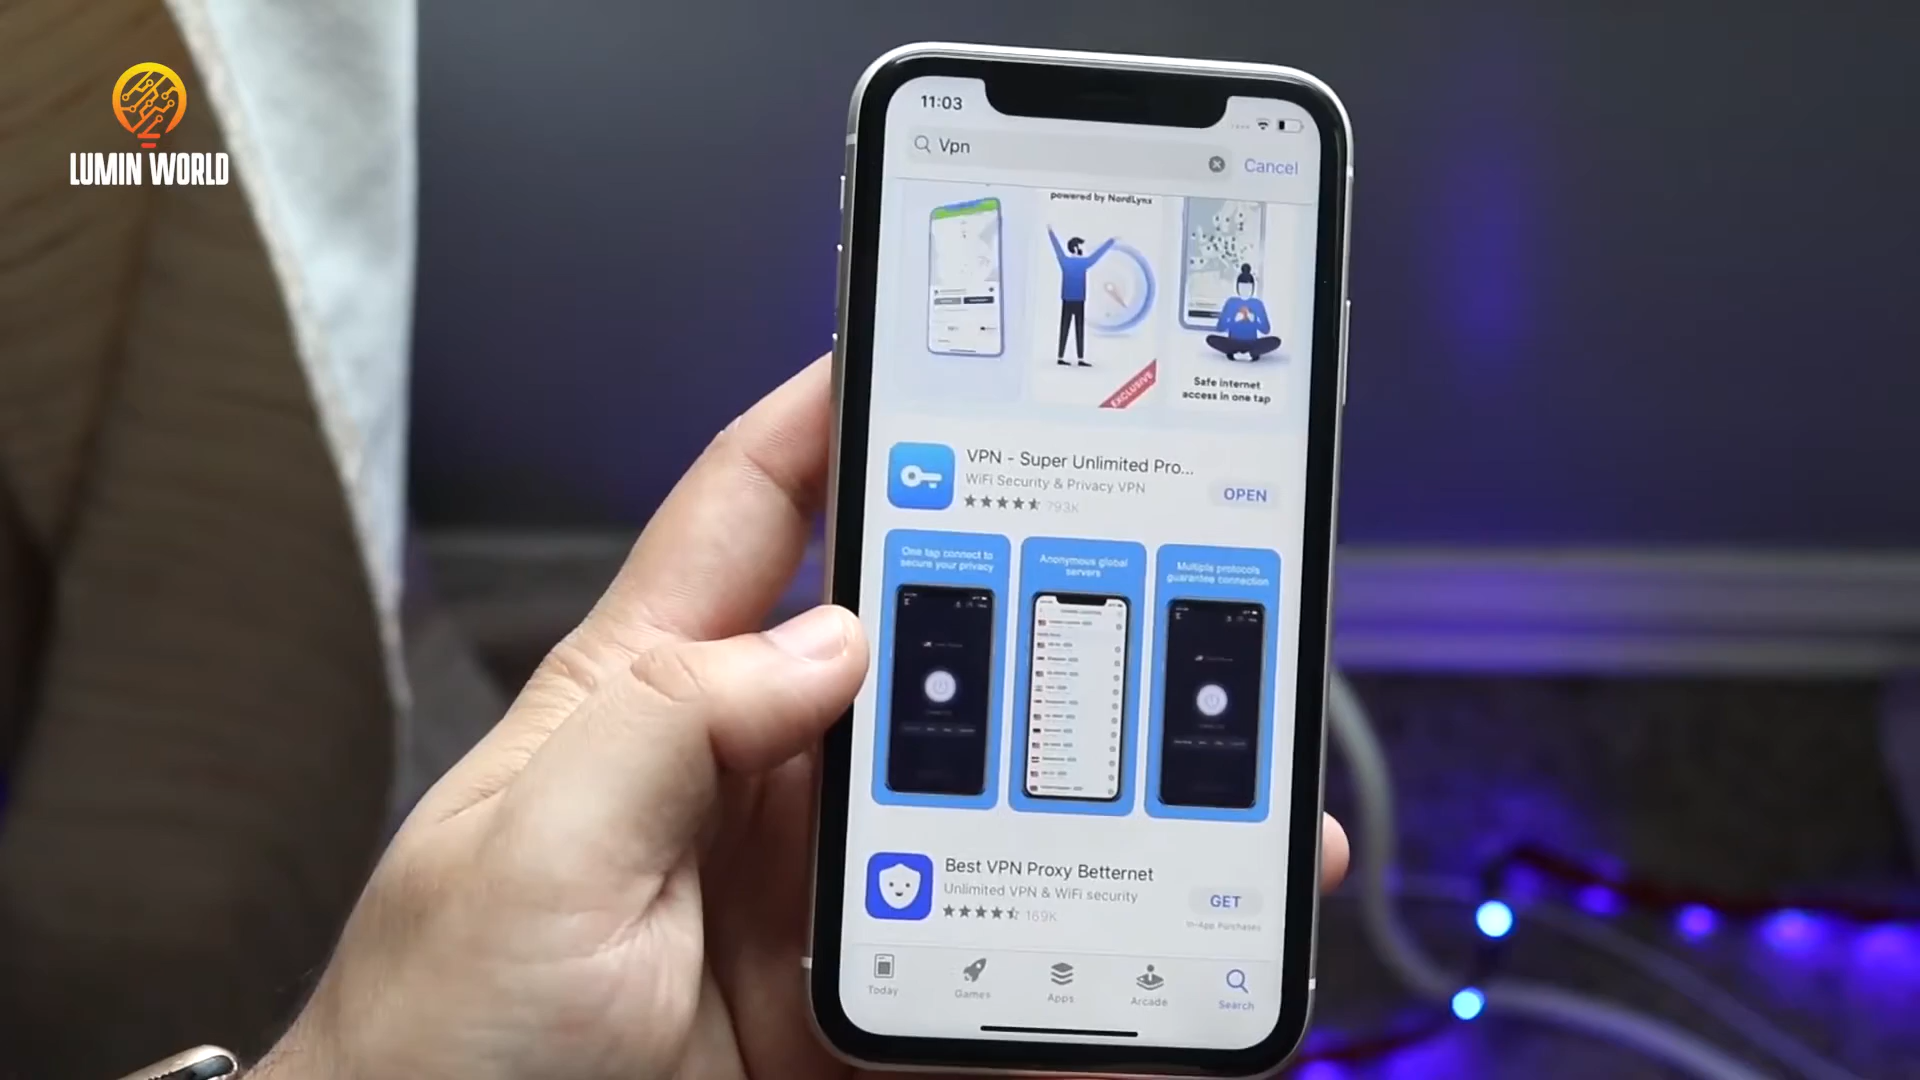 LUMIN WORLD
11:03
Vpn
Cancel
powered by NordLynx
EXCLUSIVE
Safe internet
access in one tap
VPN - Super Unlimited Pro...
WiFi Security & Privacy VPN
793K
OPEN
One tap connect to
secure your privacy
Anonymous global
servers
Multiple protocols
guarantee connection
Best VPN Proxy Betternet
Unlimited VPN & WiFi security
169K
GET
In-App Purchases
Today
Games
Apps
Arcade
Search